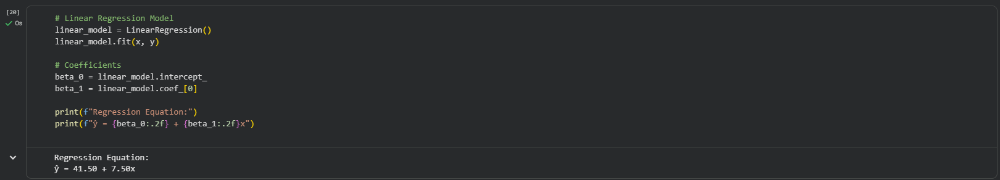 [20]
0s
# Linear Regression Model
linear_model = LinearRegression()
linear_model.fit(x, y)
# Coefficients
beta_0 = linear_model.intercept_
beta_1 = linear_model.coef_[0]
print(f"Regression Equation:")
print(f"ŷ = {beta_0:.2f} + {beta_1:.2f}x")
Regression Equation:
ŷ = 41.50 + 7.50x